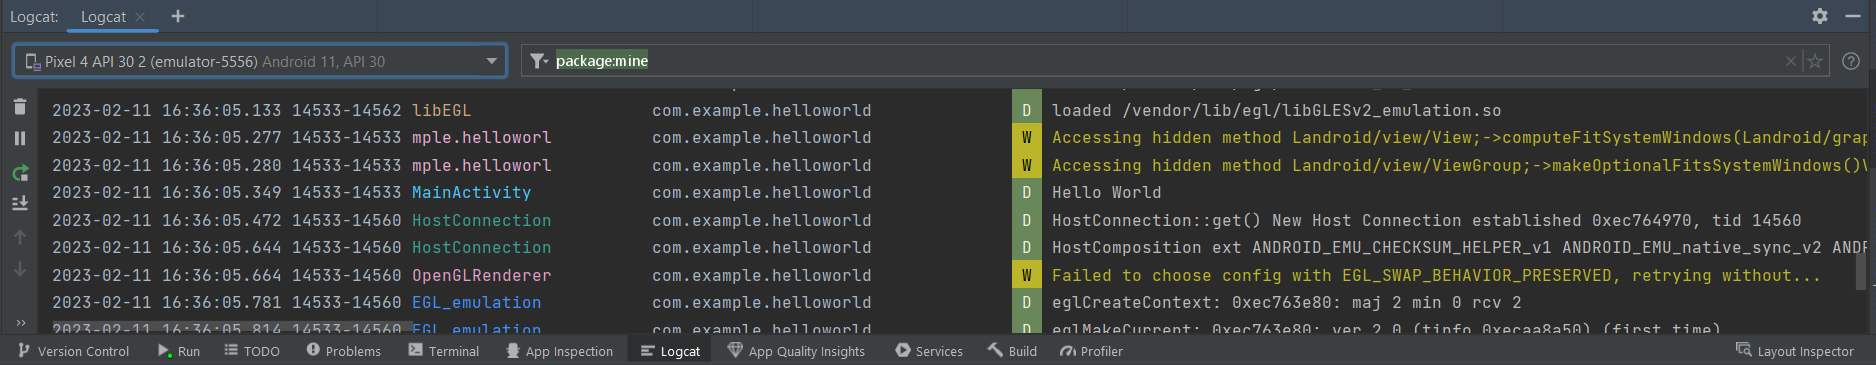 Logcat: Logcat
Pixel 4 API 30 2 (emulator-5556) Android 11, API 30 package:mine
2023-02-11 16:36:05.133 14533-14562 libEGL com.example.helloworld D loaded /vendor/lib/egl/libGLESv2_emulation.so
2023-02-11 16:36:05.277 14533-14533 mple.helloworl com.example.helloworld W Accessing hidden method Landroid/view/View;->computeFitSystemWindows(Landroid/grap
2023-02-11 16:36:05.280 14533-14533 mple.helloworl com.example.helloworld W Accessing hidden method Landroid/view/ViewGroup;->makeOptionalFitsSystemWindows()V
2023-02-11 16:36:05.349 14533-14533 MainActivity com.example.helloworld D Hello World
2023-02-11 16:36:05.472 14533-14560 HostConnection com.example.helloworld D HostConnection::get() New Host Connection established 0xec764970, tid 14560
2023-02-11 16:36:05.644 14533-14560 HostConnection com.example.helloworld D HostComposition ext ANDROID_EMU_CHECKSUM_HELPER_v1 ANDROID_EMU_native_sync_v2 ANDR
2023-02-11 16:36:05.664 14533-14560 OpenGLRenderer com.example.helloworld W Failed to choose config with EGL_SWAP_BEHAVIOR_PRESERVED, retrying without...
2023-02-11 16:36:05.781 14533-14560 EGL_emulation com.example.helloworld D eglCreateContext: 0xec763e80: maj 2 min 0 rcv 2
2023-02-11 16:36:05.814 14533-14560 EGL_emulation com.example.helloworld D eglMakeCurrent: 0xec763e80: ver 2 0 (tinfo 0xecaa8a50) (first time)
Version Control Run TODO Problems Terminal App Inspection Logcat App Quality Insights Services Build Profiler Layout Inspector